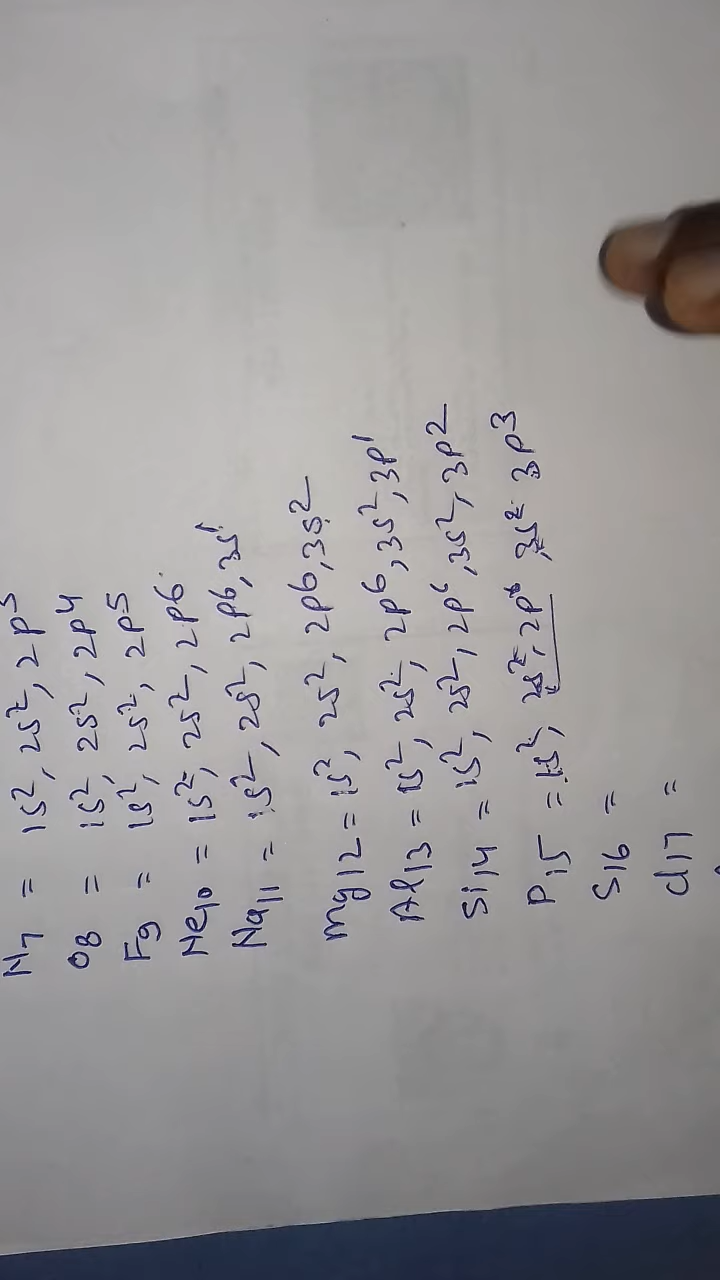 N7 = 1s², 2s², 2p3
O8 = 1s², 2s², 2p4
F9 = 1s², 2s², 2p5
Ne10 = 1s², 2s², 2p6
Na11 = 1s², 2s², 2p6, 3s¹
Mg12 = 1s², 2s², 2p6, 3s2
Al13 = 1s², 2s², 2p6, 3s², 3p¹
Si14 = 1s², 2s², 2p6, 3s², 3p2
P15 = 1s², 2s², 2p6, 3s² 3p3
S16 =
Cl17 =